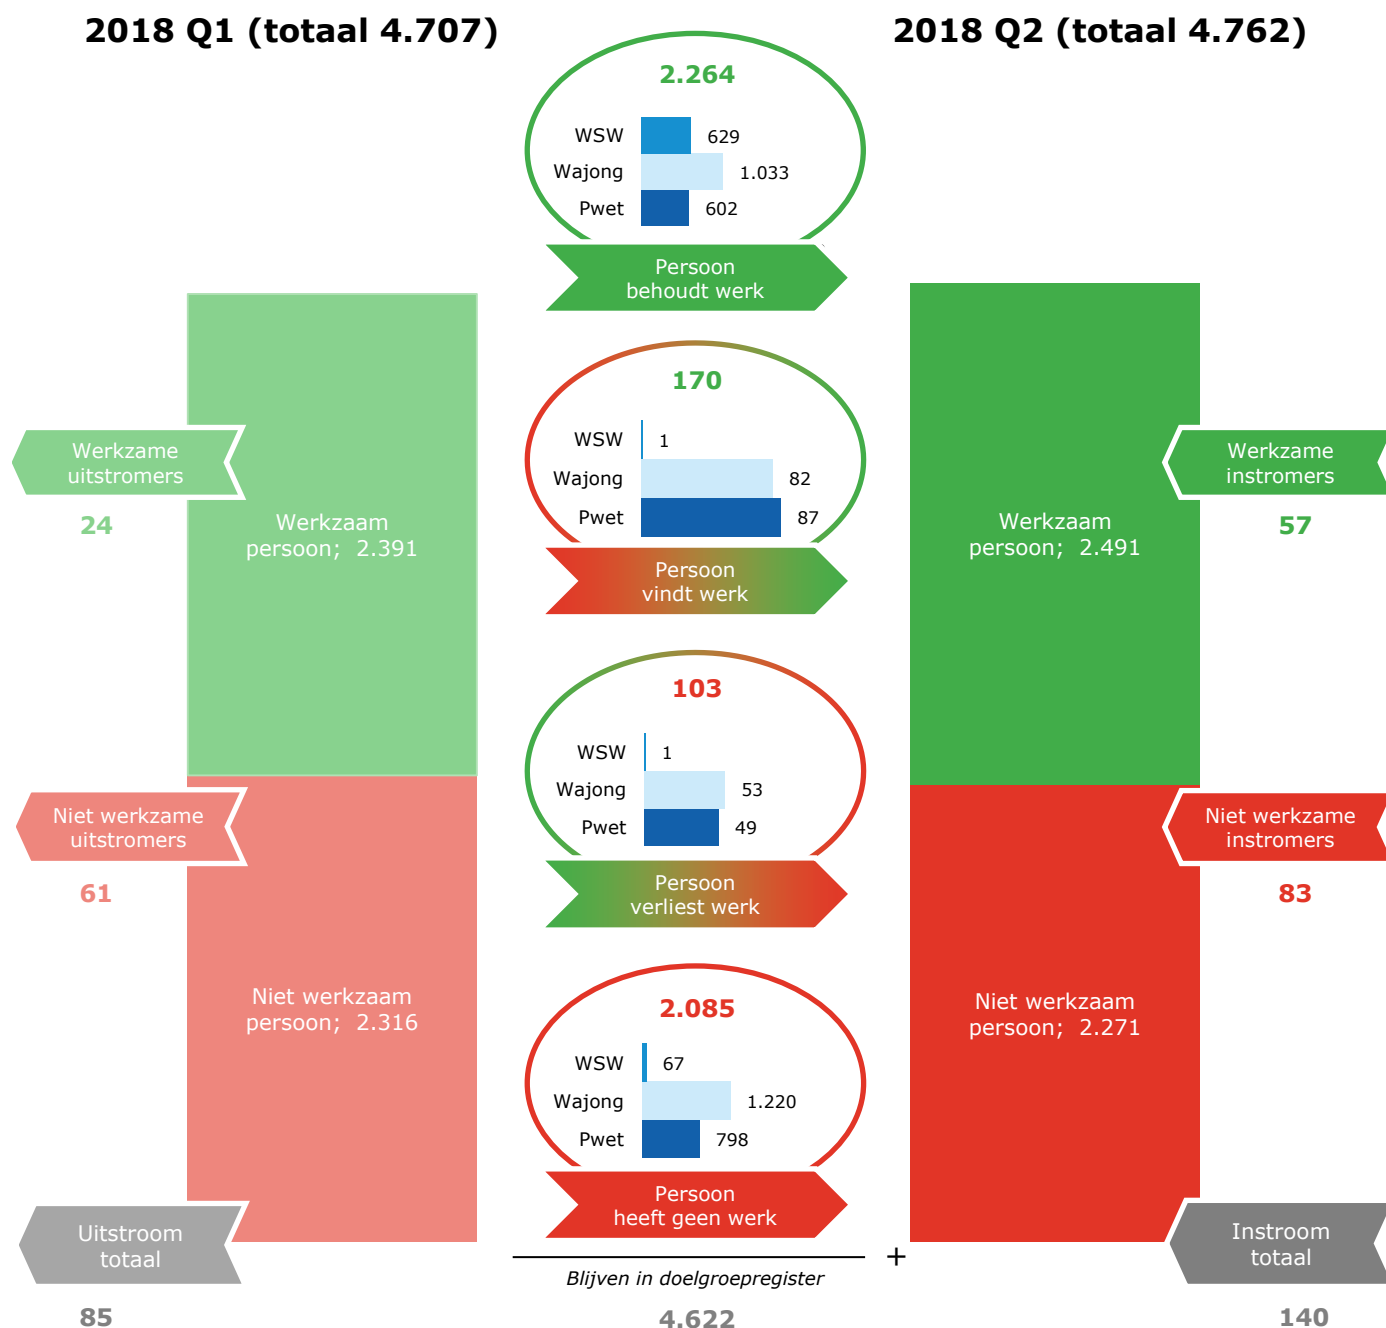 2018 Q1 (totaal 4.707)
2018 Q2 (totaal 4.762)
2.264
WSW 629
Wajong 1.033
Pwet 602
Persoon
behoudt werk
170
WSW 1
Wajong 82
Pwet 87
Persoon
vindt werk
103
WSW 1
Wajong 53
Pwet 49
Persoon
verliest werk
2.085
WSW 67
Wajong 1.220
Pwet 798
Persoon
heeft geen werk
Werkzame
uitstromers
24
Werkzaam
persoon; 2.391
Niet werkzame
uitstromers
61
Niet werkzaam
persoon; 2.316
Uitstroom
totaal
85
Werkzaam
persoon; 2.491
Werkzame
instromers
57
Niet werkzame
instromers
83
Niet werkzaam
persoon; 2.271
Instroom
totaal
140
+
Blijven in doelgroepregister
4.622